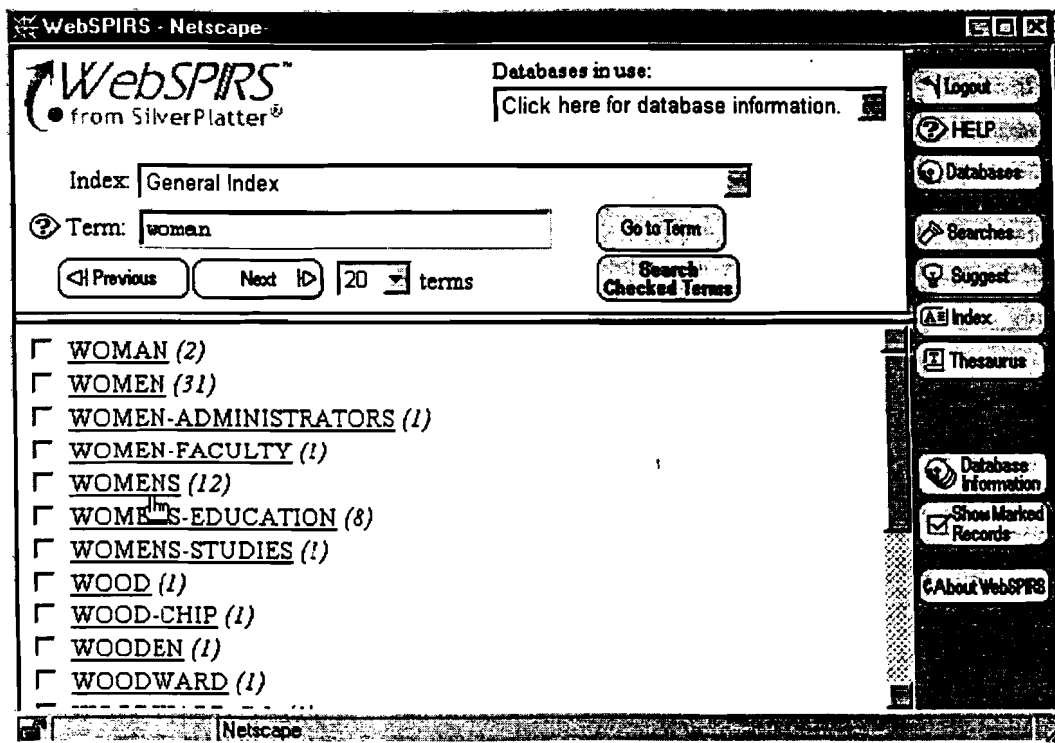 WebSPIRS - Netscape-
WebSPIRS™
from SilverPlatter®
Databases in use:
Click here for database information.
Index: General Index
Term: woman
Go to Term
Previous Next 20 terms
Search
Checked Terms
WOMAN (2)
WOMEN (31)
WOMEN-ADMINISTRATORS (1)
WOMEN-FACULTY (1)
WOMENS (12)
WOMENS-EDUCATION (8)
WOMENS-STUDIES (1)
WOOD (1)
WOOD-CHIP (1)
WOODEN (1)
WOODWARD (1)
Logout
HELP
Databases
Searches
Suggest
Index
Thesaurus
Database
Information
Show Marked
Records
About WebSPIRS
Netscape